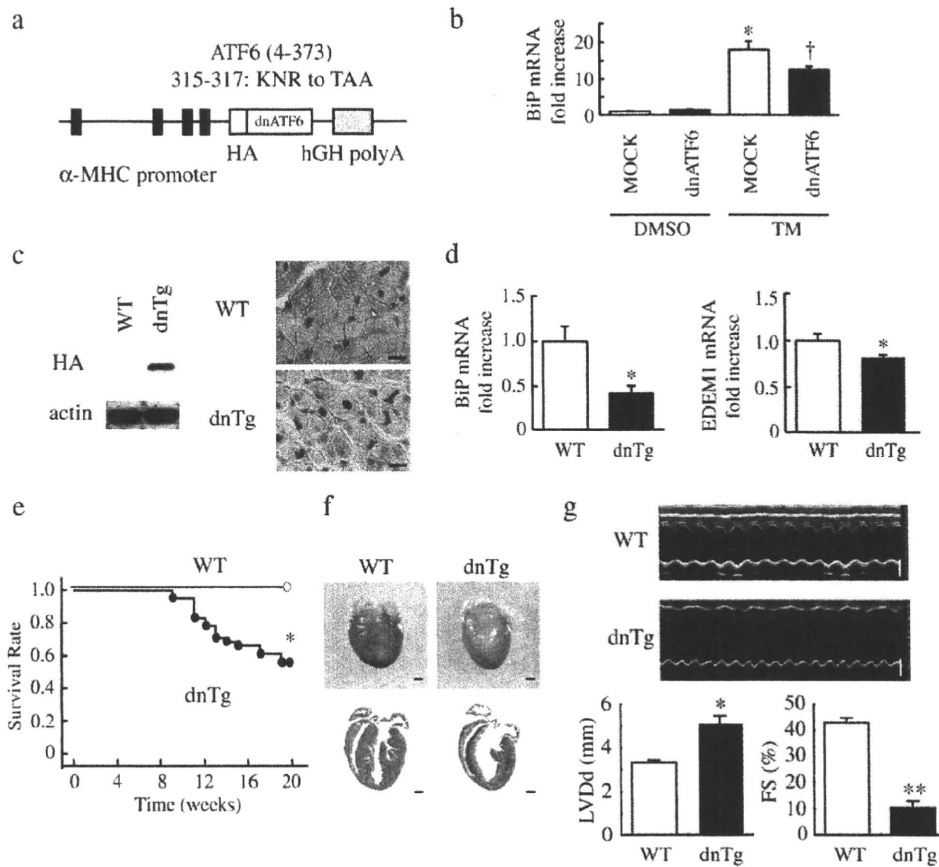 a
ATF6 (4-373)
315-317: KNR to TAA
dnATF6
HA
hGH polyA
α-MHC promoter
b
BiP mRNA
fold increase
20
15
10
5
0
*
†
MOCK
dnATF6
MOCK
dnATF6
DMSO
TM
c
WT
dnTg
HA
actin
WT
dnTg
d
BiP mRNA
fold increase
1.5
1.0
0.5
0
*
WT
dnTg
EDEM1 mRNA
fold increase
1.5
1.0
0.5
0
*
WT
dnTg
e
WT
Survival Rate
1.0
0.8
0.6
0.4
1.0
0
*
dnTg
0
4
8
12
16
20
Time (weeks)
f
WT
dnTg
g
WT
dnTg
LVDd (mm)
6
4
2
0
*
WT
dnTg
FS (%)
50
40
30
20
10
0
**
WT
dnTg